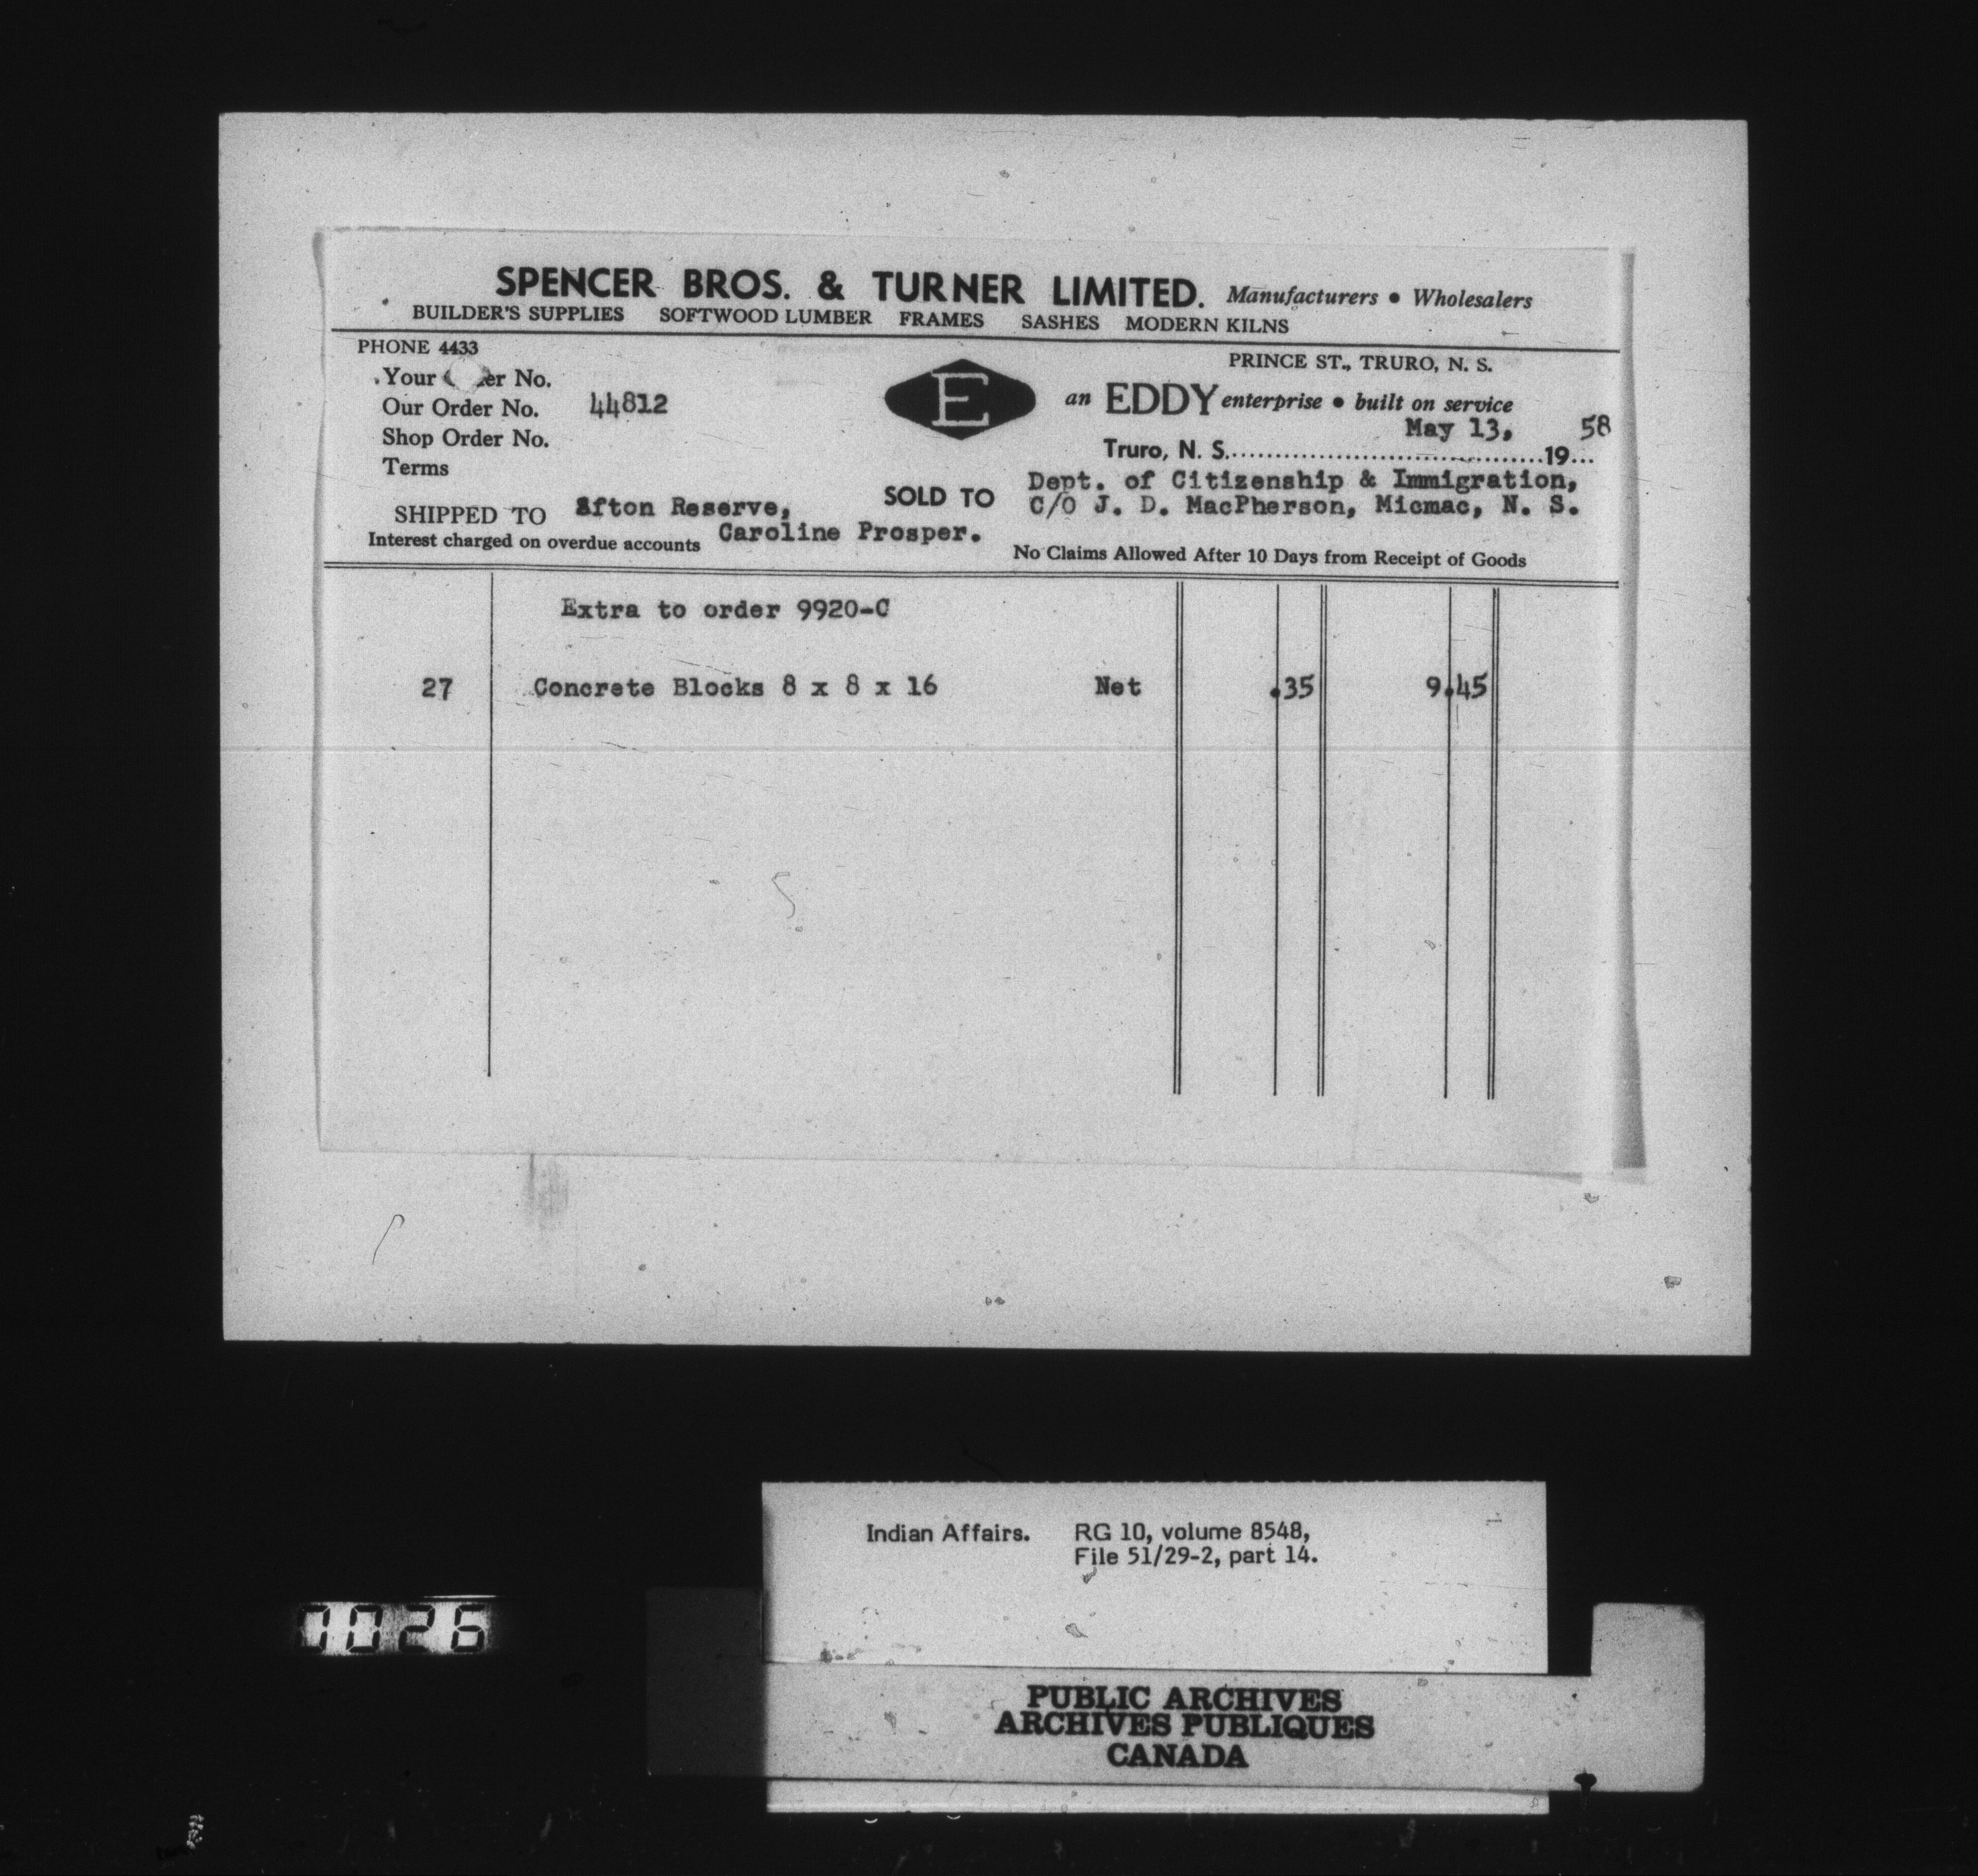 SPENCER BROS. & TURNER LIMITED. Manufacturers • Wholesalers
BUILDER'S SUPPLIES SOFTWOOD LUMBER FRAMES SASHES MODERN KILNS
PHONE 4433
PRINCE ST., TRURO, N. S.
Your er No.
Our Order No. 44812
Shop Order No.
Terms
E
an EDDY enterprise • built on service
May 13, 58
Truro, N. S. 19...
SHIPPED TO Afton Reserve,
Caroline Prosper.
SOLD TO Dept. of Citizenship & Immigration,
C/O J. D. MacPherson, Micmac, N. S.
Interest charged on overdue accounts
No Claims Allowed After 10 Days from Receipt of Goods
Extra to order 9920-C
27 Concrete Blocks 8 x 8 x 16 Net .35 9.45
Indian Affairs. RG 10, volume 8548,
File 51/29-2, part 14.
PUBLIC ARCHIVES
ARCHIVES PUBLIQUES
CANADA